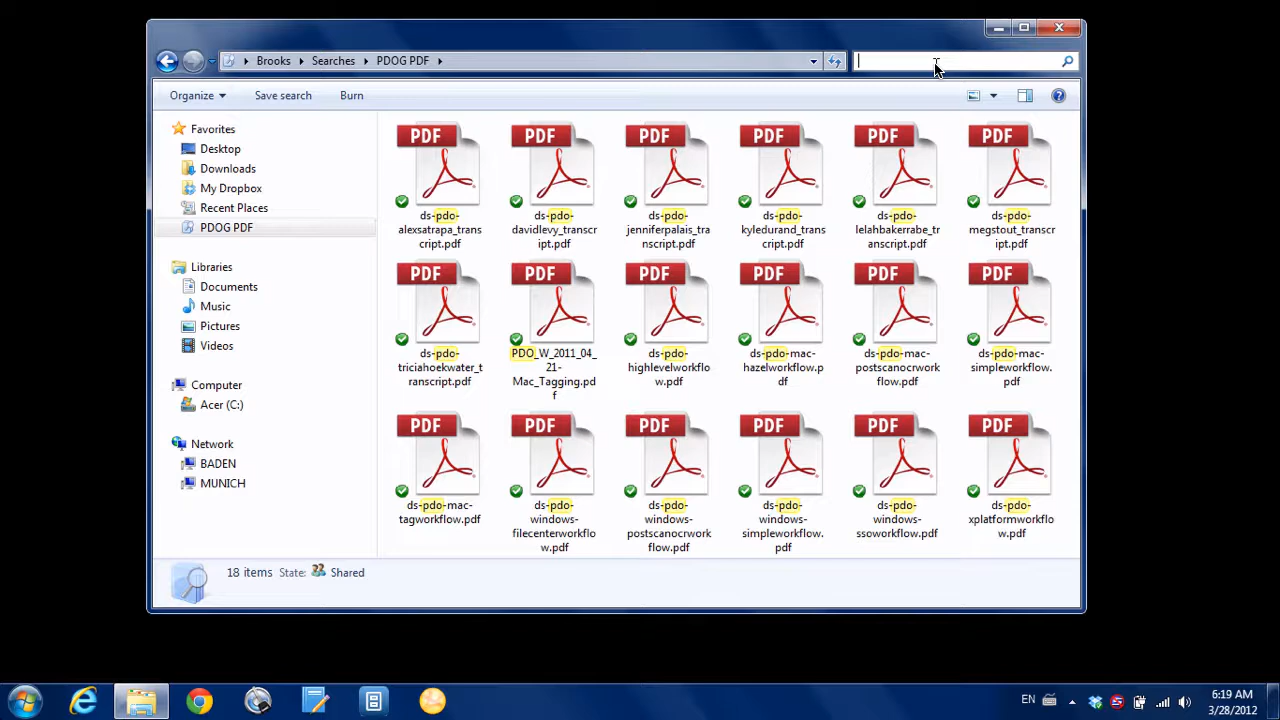 Brooks Searches PDOG PDF
Organize Save search Burn
Favorites
Desktop
Downloads
My Dropbox
Recent Places
PDOG PDF
Libraries
Documents
Music
Pictures
Videos
Computer
Acer (C:)
Network
BADEN
MUNICH
PDF PDF PDF PDF PDF PDF
ds-pdo- ds-pdo- ds-pdo- ds-pdo- ds-pdo- ds-pdo-
alexsatrapa_trans davidlevy_transcr jenniferpalais_tra kyledurand_trans lelahbakerrabe_tr megstout_transcr
cript.pdf ipt.pdf nscript.pdf cript.pdf anscript.pdf ipt.pdf
PDF PDF PDF PDF PDF PDF
ds-pdo- PDO_W_2011_04_ ds-pdo- ds-pdo-mac- ds-pdo-mac- ds-pdo-mac-
triciahoekwater_t 21- highlevelworkflo hazelworkflow.p postscanocrwork simpleworkflow.
ranscript.pdf Mac_Tagging.pd w.pdf df flow.pdf pdf
f
PDF PDF PDF PDF PDF PDF
ds-pdo-mac- ds-pdo- ds-pdo- ds-pdo- ds-pdo- ds-pdo-
tagworkflow.pdf windows- windows- windows- windows- xplatformworkflo
filecenterworkflo postscanocrwork simpleworkflow. ssoworkflow.pdf w.pdf
w.pdf flow.pdf pdf
18 items State: Shared
EN
6:19 AM
3/28/2012